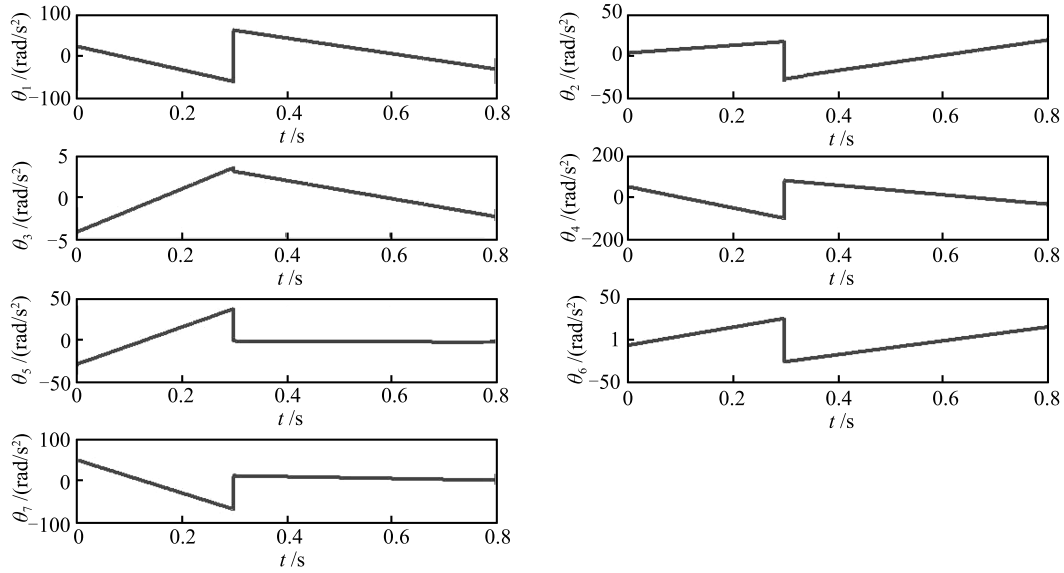 100
0
−100
θ1 /(rad/s²)
0 0.2 0.4 0.6 0.8
t /s
50
0
−50
θ2 /(rad/s²)
0 0.2 0.4 0.6 0.8
t /s
5
0
−5
θ3 /(rad/s²)
0 0.2 0.4 0.6 0.8
t /s
200
0
−200
θ4 /(rad/s²)
0 0.2 0.4 0.6 0.8
t /s
50
0
−50
θ5 /(rad/s²)
0 0.2 0.4 0.6 0.8
t /s
50
1
−50
θ6 /(rad/s²)
0 0.2 0.4 0.6 0.8
t /s
100
0
−100
θ7 /(rad/s²)
0 0.2 0.4 0.6 0.8
t /s